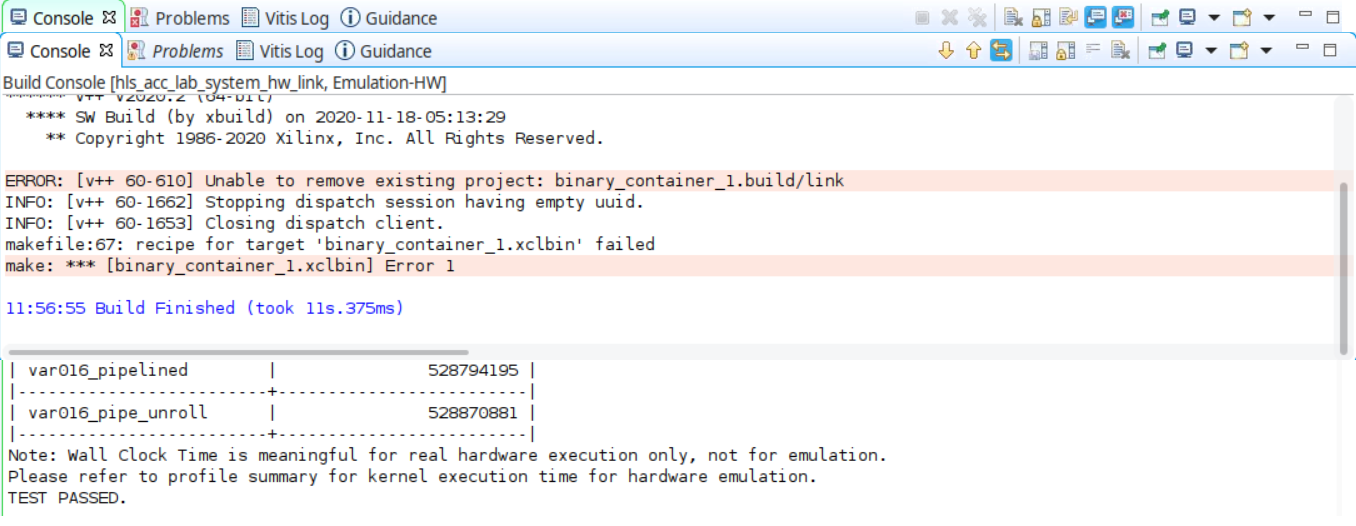 Console Problems Vitis Log Guidance
Console Problems Vitis Log Guidance
Build Console [hls_acc_lab_system_hw_link, Emulation-HW]
****** v++ v2020.2 (64-bit)
**** SW Build (by xbuild) on 2020-11-18-05:13:29
** Copyright 1986-2020 Xilinx, Inc. All Rights Reserved.
ERROR: [v++ 60-610] Unable to remove existing project: binary_container_1.build/link
INFO: [v++ 60-1662] Stopping dispatch session having empty uuid.
INFO: [v++ 60-1653] Closing dispatch client.
makefile:67: recipe for target 'binary_container_1.xclbin' failed
make: *** [binary_container_1.xclbin] Error 1
11:56:55 Build Finished (took 11s.375ms)
| var016_pipelined | 528794195 |
|-------------------------+-------------------------|
| var016_pipe_unroll | 528870881 |
|-------------------------+-------------------------|
Note: Wall Clock Time is meaningful for real hardware execution only, not for emulation.
Please refer to profile summary for kernel execution time for hardware emulation.
TEST PASSED.